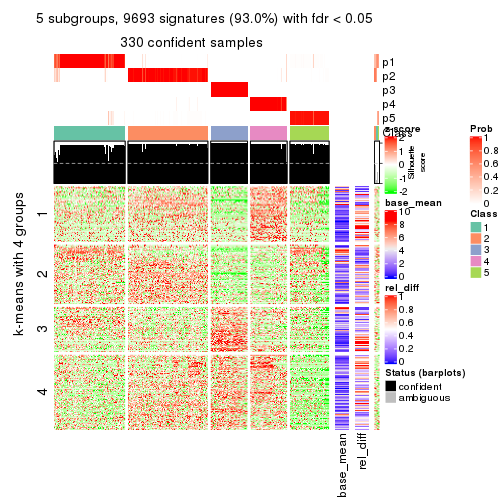 5 subgroups, 9693 signatures (93.0%) with fdr < 0.05
330 confident samples
p1
p2
p3
p4
p5
Class
Silhouette
score
k-means with 4 groups
1
2
3
4
base_mean
rel_diff
z-score
2
1
0
-1
-2
base_mean
10
8
6
4
2
0
rel_diff
1
0.8
0.6
0.4
0.2
0
Status (barplots)
confident
ambiguous
Prob
1
0.8
0.6
0.4
0.2
0
Class
1
2
3
4
5